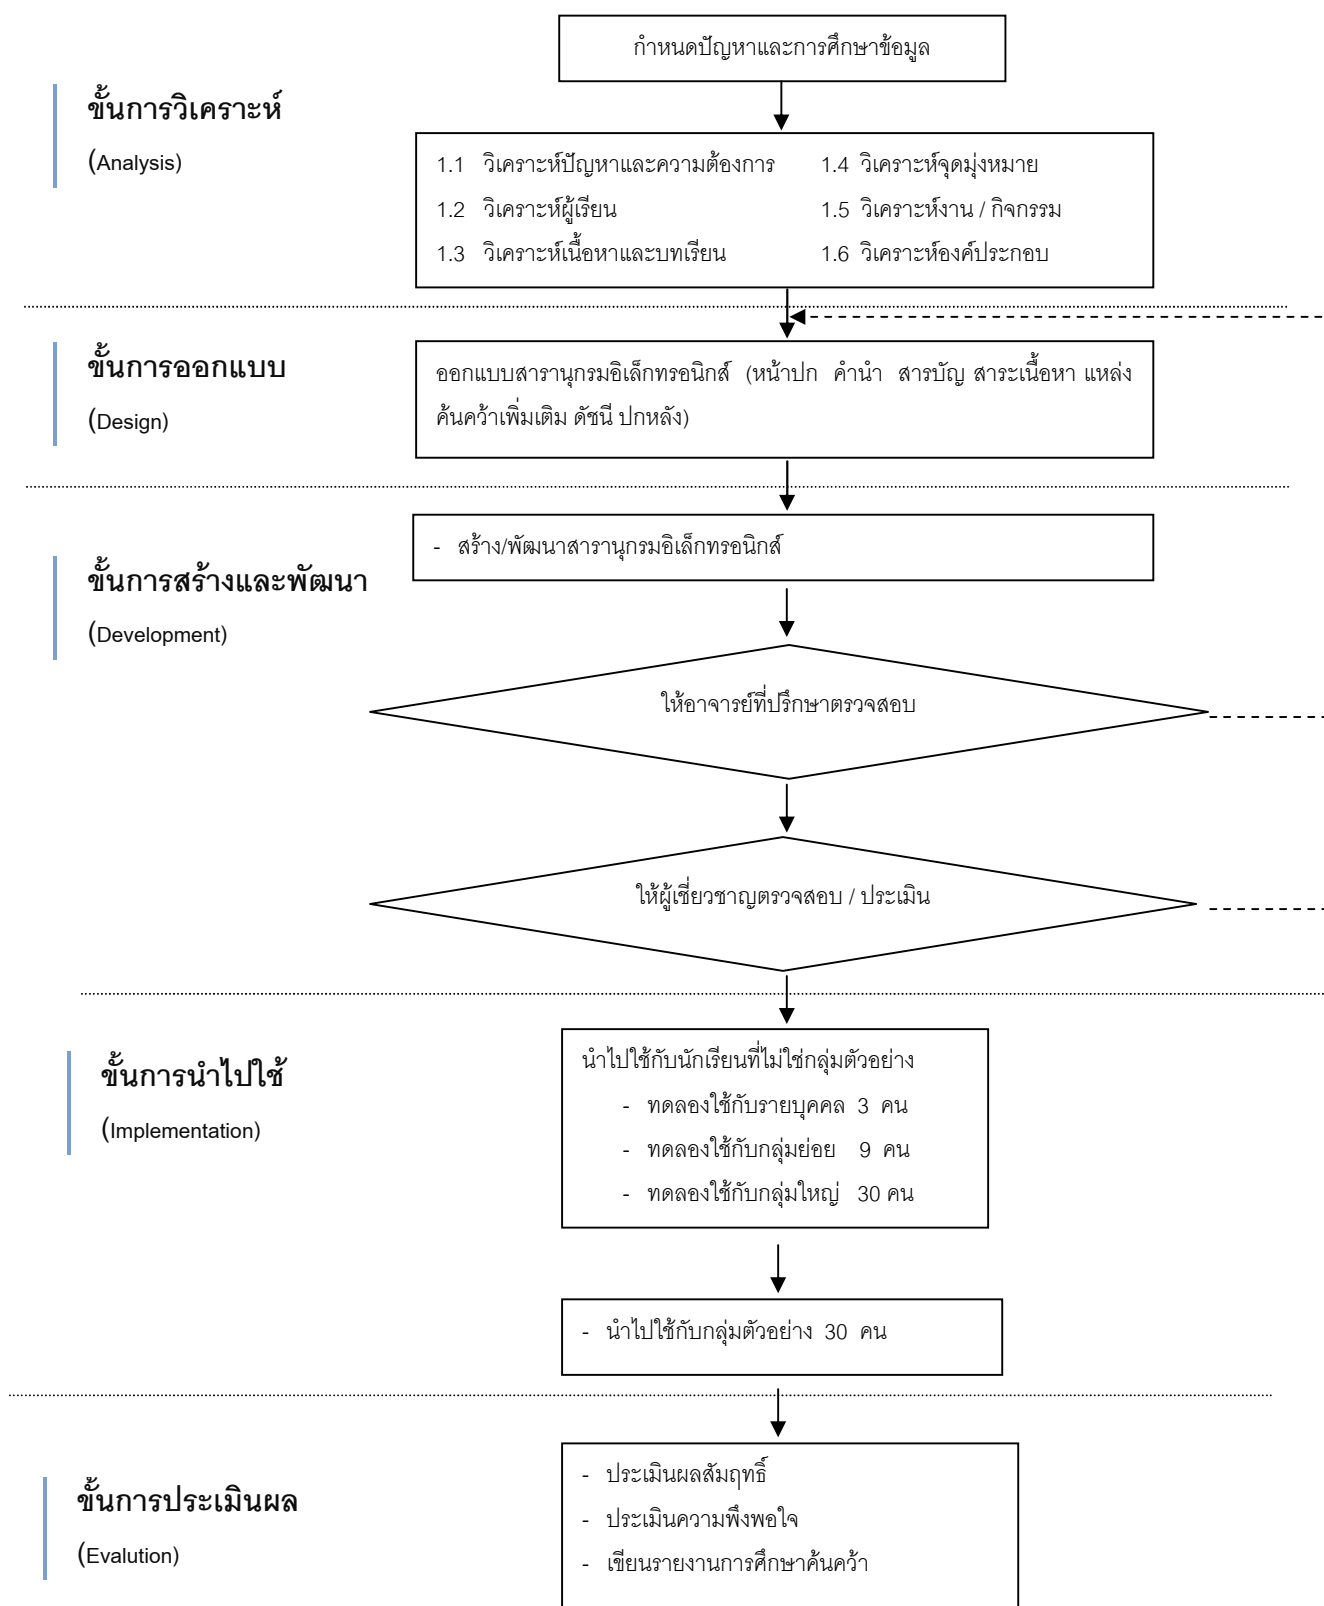 กำหนดปัญหาและการศึกษาข้อมูล
ขั้นการวิเคราะห์
(Analysis)
1.1 วิเคราะห์ปัญหาและความต้องการ 1.4 วิเคราะห์จุดมุ่งหมาย
1.2 วิเคราะห์ผู้เรียน 1.5 วิเคราะห์งาน / กิจกรรม
1.3 วิเคราะห์เนื้อหาและบทเรียน 1.6 วิเคราะห์องค์ประกอบ
ขั้นการออกแบบ
(Design)
ออกแบบสารานุกรมอิเล็กทรอนิกส์ (หน้าปก คำนำ สารบัญ สาระเนื้อหา แหล่ง
ค้นคว้าเพิ่มเติม ดัชนี ปกหลัง)
- สร้าง/พัฒนาสารานุกรมอิเล็กทรอนิกส์
ขั้นการสร้างและพัฒนา
(Development)
ให้อาจารย์ที่ปรึกษาตรวจสอบ
ให้ผู้เชี่ยวชาญตรวจสอบ / ประเมิน
ขั้นการนำไปใช้
(Implementation)
นำไปใช้กับนักเรียนที่ไม่ใช่กลุ่มตัวอย่าง
- ทดลองใช้กับรายบุคคล 3 คน
- ทดลองใช้กับกลุ่มย่อย 9 คน
- ทดลองใช้กับกลุ่มใหญ่ 30 คน
- นำไปใช้กับกลุ่มตัวอย่าง 30 คน
ขั้นการประเมินผล
(Evalution)
- ประเมินผลสัมฤทธิ์
- ประเมินความพึงพอใจ
- เขียนรายงานการศึกษาค้นคว้า